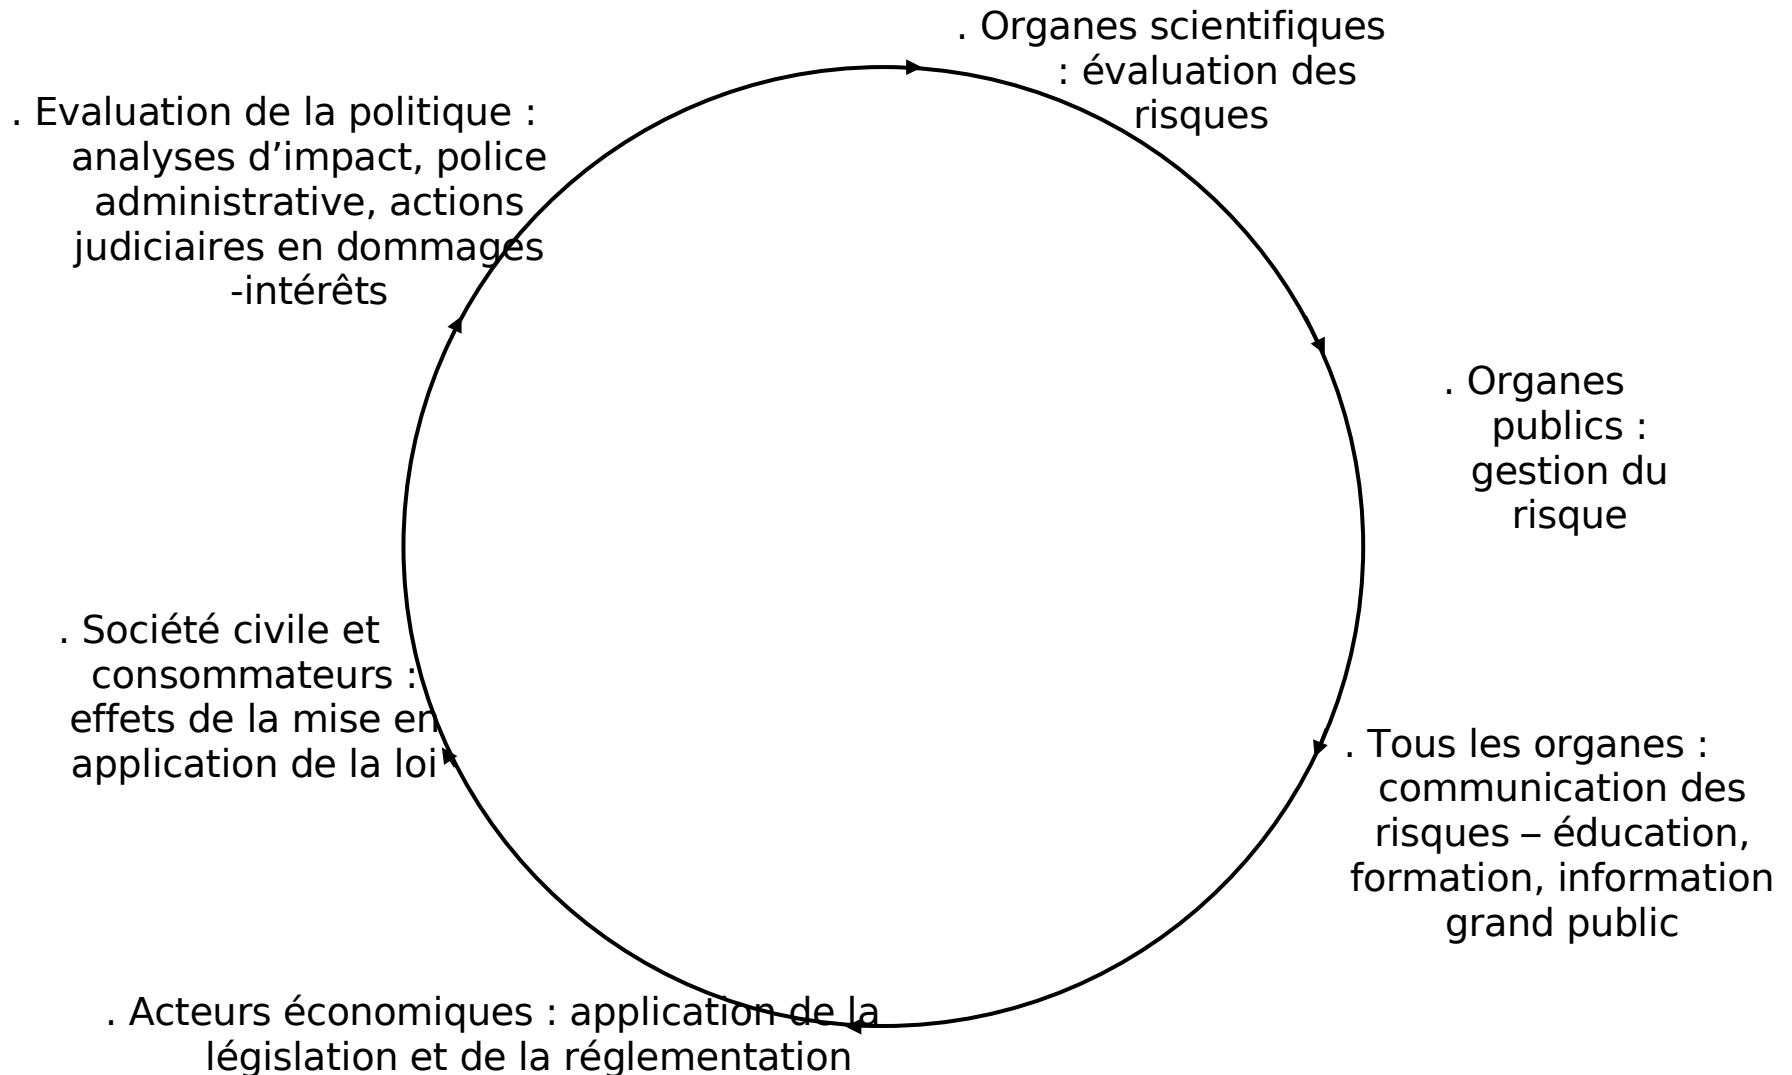 . Organes scientifiques
: évaluation des
risques
. Organes
publics :
gestion du
risque
. Tous les organes :
communication des
risques – éducation,
formation, information
grand public
. Acteurs économiques : application de la
législation et de la réglementation
. Société civile et
consommateurs :
effets de la mise en
application de la loi
. Evaluation de la politique :
analyses d’impact, police
administrative, actions
judiciaires en dommages
-intérêts